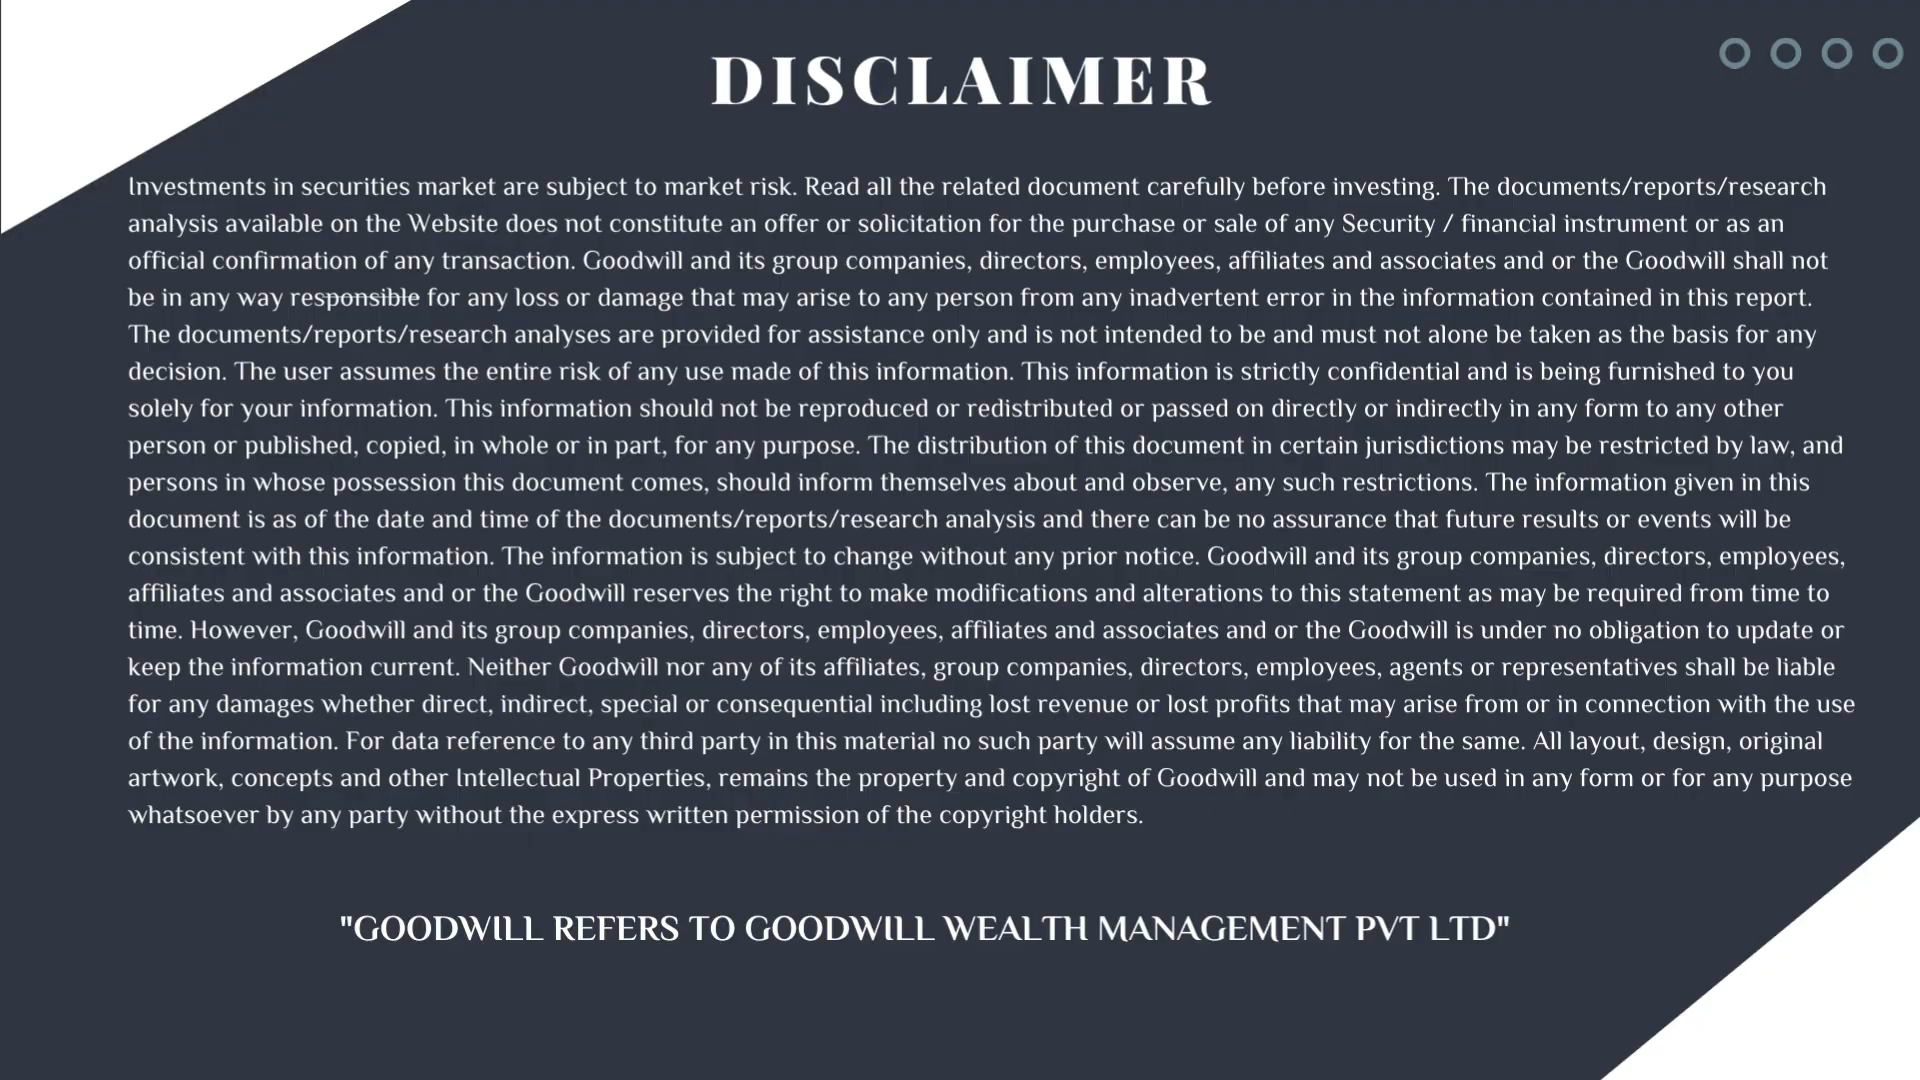 DISCLAIMER
Investments in securities market are subject to market risk. Read all the related document carefully before investing. The documents/reports/research
analysis available on the Website does not constitute an offer or solicitation for the purchase or sale of any Security / financial instrument or as an
official confirmation of any transaction. Goodwill and its group companies, directors, employees, affiliates and associates and or the Goodwill shall not
be in any way responsible for any loss or damage that may arise to any person from any inadvertent error in the information contained in this report.
The documents/reports/research analyses are provided for assistance only and is not intended to be and must not alone be taken as the basis for any
decision. The user assumes the entire risk of any use made of this information. This information is strictly confidential and is being furnished to you
solely for your information. This information should not be reproduced or redistributed or passed on directly or indirectly in any form to any other
person or published, copied, in whole or in part, for any purpose. The distribution of this document in certain jurisdictions may be restricted by law, and
persons in whose possession this document comes, should inform themselves about and observe, any such restrictions. The information given in this
document is as of the date and time of the documents/reports/research analysis and there can be no assurance that future results or events will be
consistent with this information. The information is subject to change without any prior notice. Goodwill and its group companies, directors, employees,
affiliates and associates and or the Goodwill reserves the right to make modifications and alterations to this statement as may be required from time to
time. However, Goodwill and its group companies, directors, employees, affiliates and associates and or the Goodwill is under no obligation to update or
keep the information current. Neither Goodwill nor any of its affiliates, group companies, directors, employees, agents or representatives shall be liable
for any damages whether direct, indirect, special or consequential including lost revenue or lost profits that may arise from or in connection with the use
of the information. For data reference to any third party in this material no such party will assume any liability for the same. All layout, design, original
artwork, concepts and other Intellectual Properties, remains the property and copyright of Goodwill and may not be used in any form or for any purpose
whatsoever by any party without the express written permission of the copyright holders.
"GOODWILL REFERS TO GOODWILL WEALTH MANAGEMENT PVT LTD"